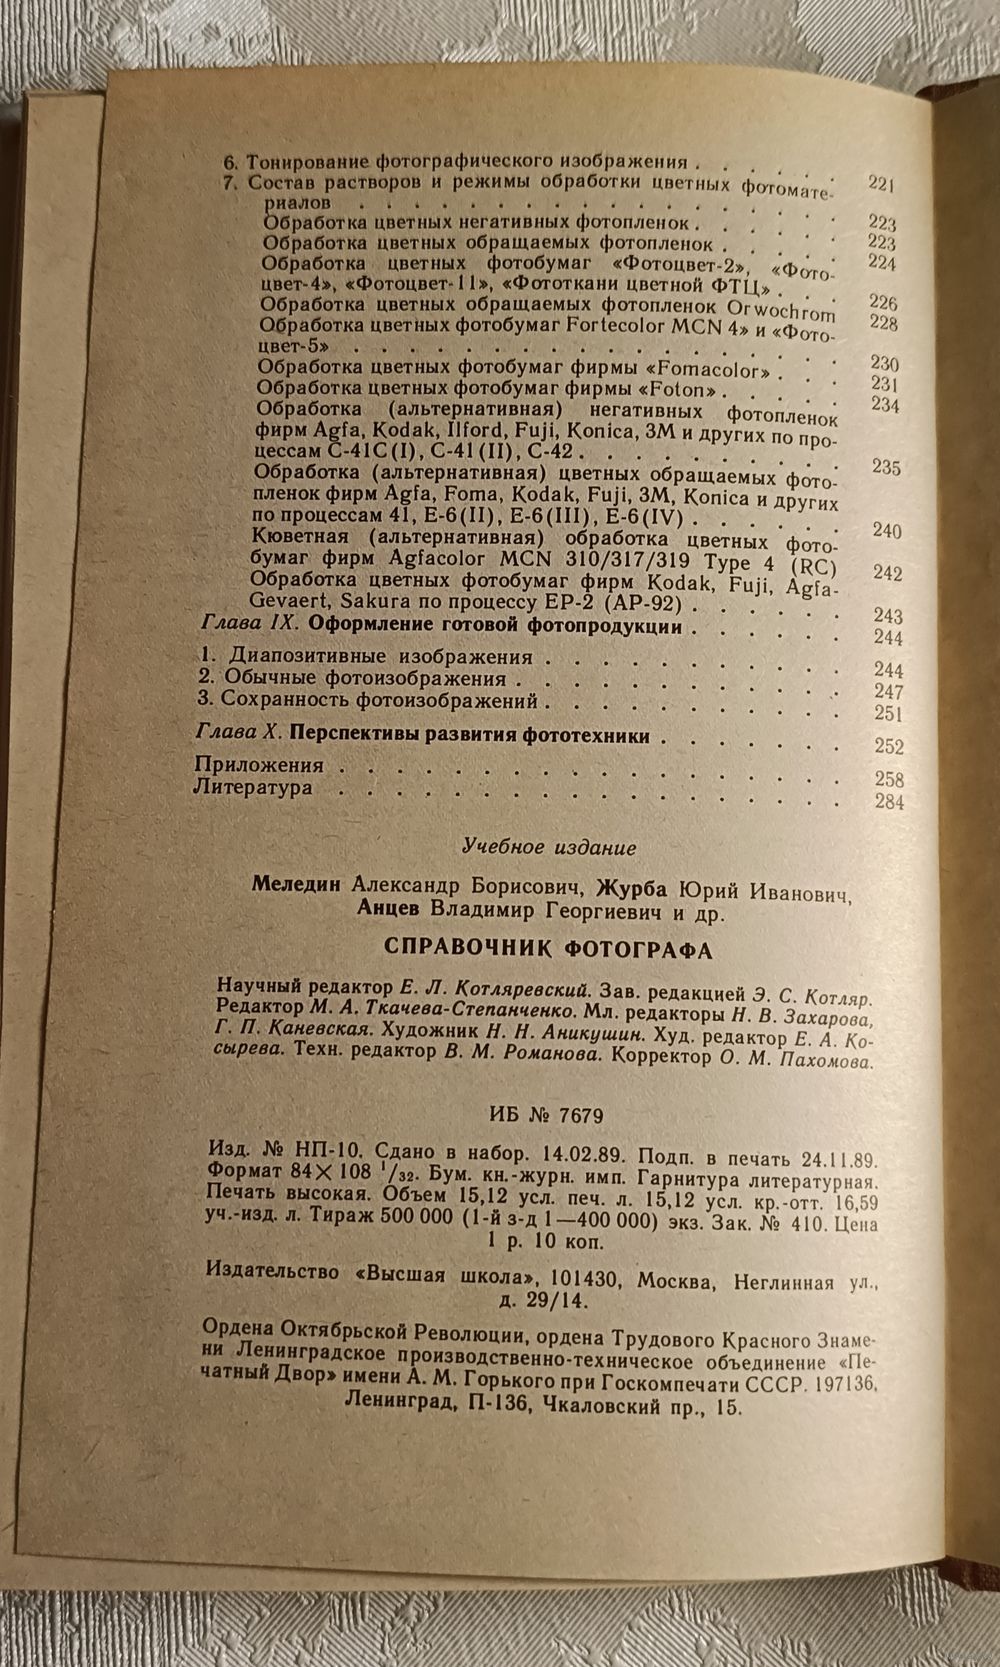 6. Тонирование фотографического изображения . . . . . . 221
7. Состав растворов и режимы обработки цветных фотомате-
риалов . . . . . . . . . . . . . . . . . . 223
Обработка цветных негативных фотопленок . . . . . . 223
Обработка цветных обращаемых фотопленок . . . . . 224
Обработка цветных фотобумаг «Фотоцвет-2», «Фото-
цвет-4», «Фотоцвет-11», «Фототкани цветной ФТЦ» . . . 226
Обработка цветных обращаемых фотопленок Orwochrom 228
Обработка цветных фотобумаг Fortecolor MCN 4» и «Фото-
цвет-5» . . . . . . . . . . . . . . . . . . 230
Обработка цветных фотобумаг фирмы «Fomacolor» . . . 231
Обработка цветных фотобумаг фирмы «Foton» . . . . . 234
Обработка (альтернативная) негативных фотопленок
фирм Agfa, Kodak, Ilford, Fuji, Konica, 3M и других по про-
цессам C-41C(I), C-41(II), C-42 . . . . . . . . . . 235
Обработка (альтернативная) цветных обращаемых фото-
пленок фирм Agfa, Foma, Kodak, Fuji, 3M, Konica и других
по процессам 41, E-6(II), E-6(III), E-6(IV) . . . . . . 240
Кюветная (альтернативная) обработка цветных фото-
бумаг фирм Agfacolor MCN 310/317/319 Type 4 (RC) 242
Обработка цветных фотобумаг фирм Kodak, Fuji, Agfa-
Gevaert, Sakura по процессу EP-2 (AP-92) . . . . . . 243
Глава IX. Оформление готовой фотопродукции . . . . . . 244
1. Диапозитивные изображения . . . . . . . . . . . 244
2. Обычные фотоизображения . . . . . . . . . . . . 247
3. Сохранность фотоизображений . . . . . . . . . . . 251
Глава X. Перспективы развития фототехники . . . . . . . 252
Приложения . . . . . . . . . . . . . . . . . . 258
Литература . . . . . . . . . . . . . . . . . . 284
Учебное издание
Меледин Александр Борисович, Журба Юрий Иванович,
Анцев Владимир Георгиевич и др.
СПРАВОЧНИК ФОТОГРАФА
Научный редактор Е. Л. Котляревский. Зав. редакцией Э. С. Котляр.
Редактор М. А. Ткачева-Степанченко. Мл. редакторы Н. В. Захарова,
Г. П. Каневская. Художник Н. Н. Аникушин. Худ. редактор Е. А. Ко-
сырева. Техн. редактор В. М. Романова. Корректор О. М. Пахомова.
ИБ № 7679
Изд. № НП-10. Сдано в набор. 14.02.89. Подп. в печать 24.11.89.
Формат 84×108 1/32. Бум. кн.-журн. имп. Гарнитура литературная.
Печать высокая. Объем 15,12 усл. печ. л. 15,12 усл. кр.-отт. 16,59
уч.-изд. л. Тираж 500 000 (1-й з-д 1—400 000) экз. Зак. № 410. Цена
1 р. 10 коп.
Издательство «Высшая школа», 101430, Москва, Неглинная ул.,
д. 29/14.
Ордена Октябрьской Революции, ордена Трудового Красного Знаме-
ни Ленинградское производственно-техническое объединение «Пе-
чатный Двор» имени А. М. Горького при Госкомпечати СССР. 197136,
Ленинград, П-136, Чкаловский пр., 15.